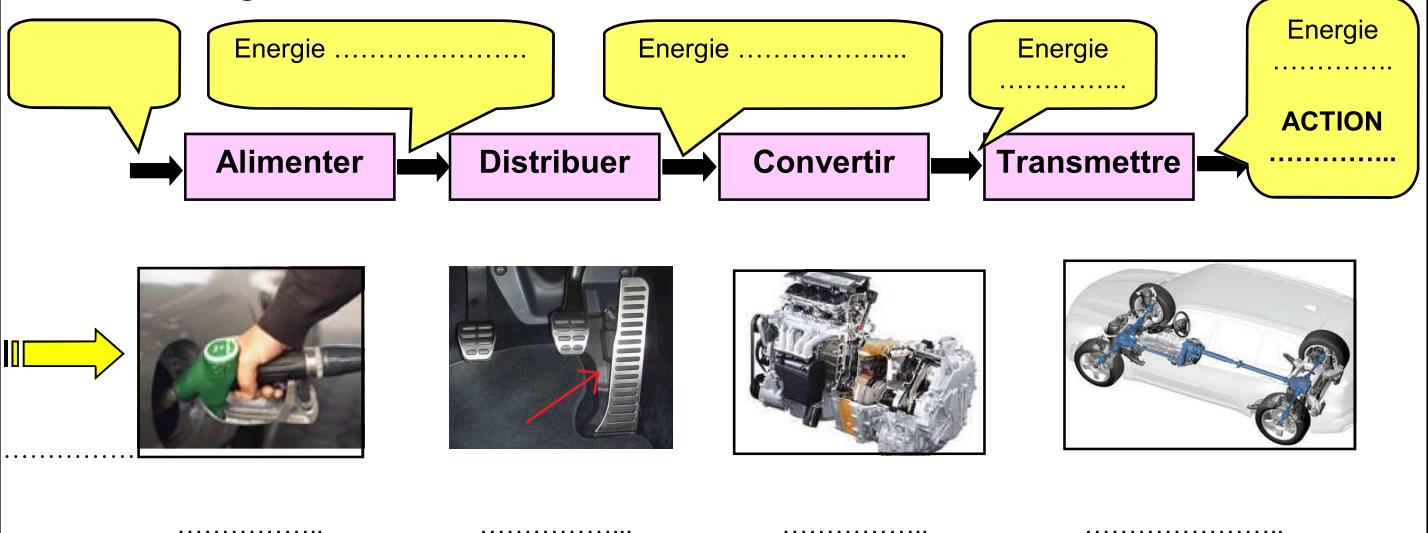 Energie ........................
Energie ........................
Energie
.................
Energie
.................
ACTION
.................
Alimenter
Distribuer
Convertir
Transmettre
.................
.................
.................
.................
.......................